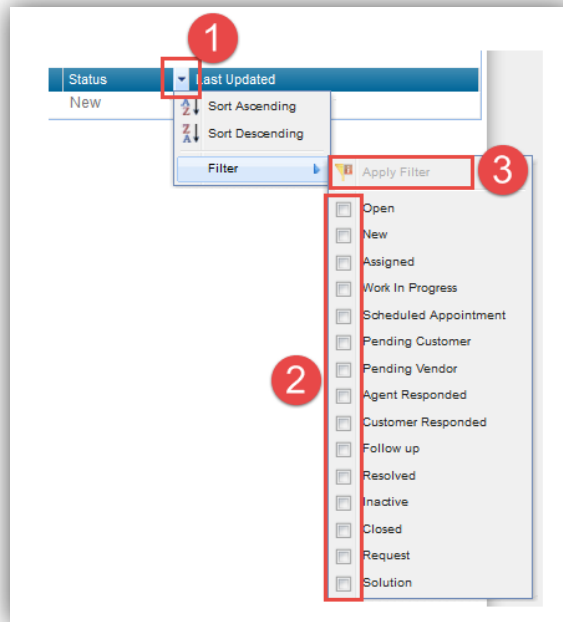 1
Status Last Updated
New
Sort Ascending
Sort Descending
Filter
Apply Filter
3
Open
New
Assigned
Work In Progress
Scheduled Appointment
Pending Customer
Pending Vendor
2
Agent Responded
Customer Responded
Follow up
Resolved
Inactive
Closed
Request
Solution